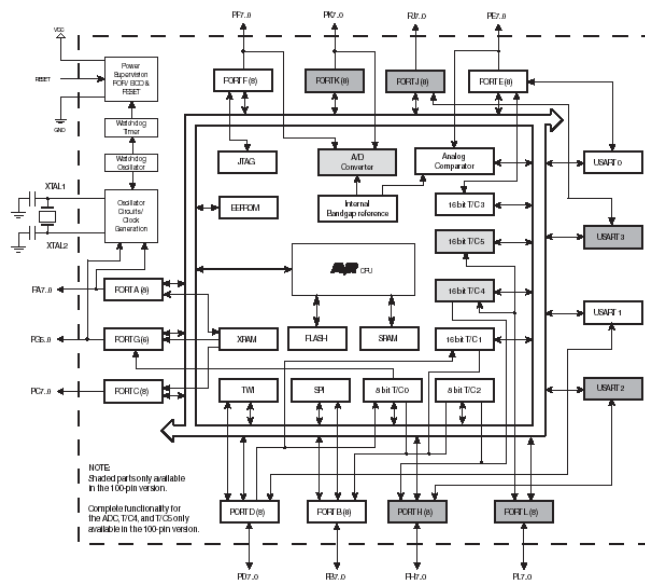 PF7..0
PK7..0
PJ7..0
PE7..0
VCC
RESET
GND
Power
Supervision
POR/ BOD &
RESET
Watchdog
Timer
Watchdog
Oscillator
XTAL1
XTAL2
Oscillator
Circuits/
Clock
Generation
PORT F (8)
PORT K (8)
PORT J (8)
PORT E (8)
JTAG
A/D
Converter
Analog
Comparator
USART 0
EEPROM
Internal
Bandgap reference
16 bit T/C 3
16 bit T/C 5
USART 3
AVR CPU
16 bit T/C 4
PA7..0
PORT A (8)
USART 1
PG5..0
PORT G (6)
XRAM
FLASH
SRAM
16 bit T/C 1
PC7..0
PORT C (8)
TWI
SPI
8 bit T/C 0
8 bit T/C 2
USART 2
NOTE:
Shaded parts only available
in the 100-pin version.
Complete functionality for
the ADC, T/C4, and T/C5 only
available in the 100-pin version.
PORT D (8)
PORT B (8)
PORT H (8)
PORT L (8)
PD7..0
PB7..0
PH7..0
PL7..0